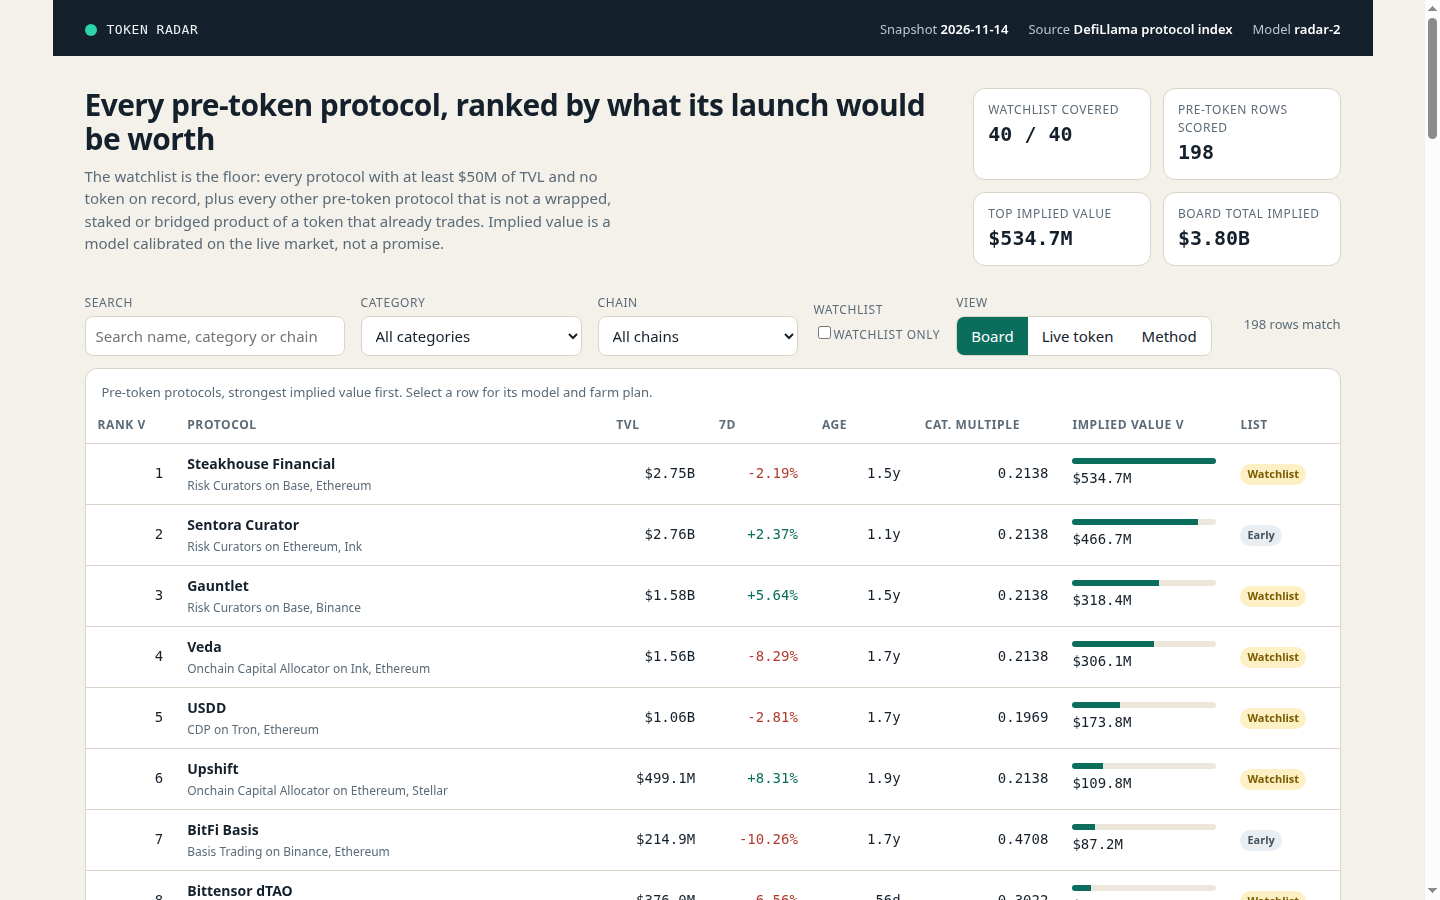 TOKEN RADAR
Snapshot 2026-11-14 Source DefiLlama protocol index Model radar-2
Every pre-token protocol, ranked by what its launch would
be worth
The watchlist is the floor: every protocol with at least $50M of TVL and no
token on record, plus every other pre-token protocol that is not a wrapped,
staked or bridged product of a token that already trades. Implied value is a
model calibrated on the live market, not a promise.
WATCHLIST COVERED
40 / 40
PRE-TOKEN ROWS
SCORED
198
TOP IMPLIED VALUE
$534.7M
BOARD TOTAL IMPLIED
$3.80B
SEARCH
Search name, category or chain
CATEGORY
All categories
CHAIN
All chains
WATCHLIST
WATCHLIST ONLY
VIEW
Board Live token Method
198 rows match
Pre-token protocols, strongest implied value first. Select a row for its model and farm plan.
RANK V PROTOCOL TVL 7D AGE CAT. MULTIPLE IMPLIED VALUE V LIST
1 Steakhouse Financial $2.75B -2.19% 1.5y 0.2138 $534.7M Watchlist
Risk Curators on Base, Ethereum
2 Sentora Curator $2.76B +2.37% 1.1y 0.2138 $466.7M Early
Risk Curators on Ethereum, Ink
3 Gauntlet $1.58B +5.64% 1.5y 0.2138 $318.4M Watchlist
Risk Curators on Base, Binance
4 Veda $1.56B -8.29% 1.7y 0.2138 $306.1M Watchlist
Onchain Capital Allocator on Ink, Ethereum
5 USDD $1.06B -2.81% 1.7y 0.1969 $173.8M Watchlist
CDP on Tron, Ethereum
6 Upshift $499.1M +8.31% 1.9y 0.2138 $109.8M Watchlist
Onchain Capital Allocator on Ethereum, Stellar
7 BitFi Basis $214.9M -10.26% 1.7y 0.4708 $87.2M Early
Basis Trading on Binance, Ethereum
8 Bittensor dTAO $376.0M -6.56% 56d 0.3022 Watchlist